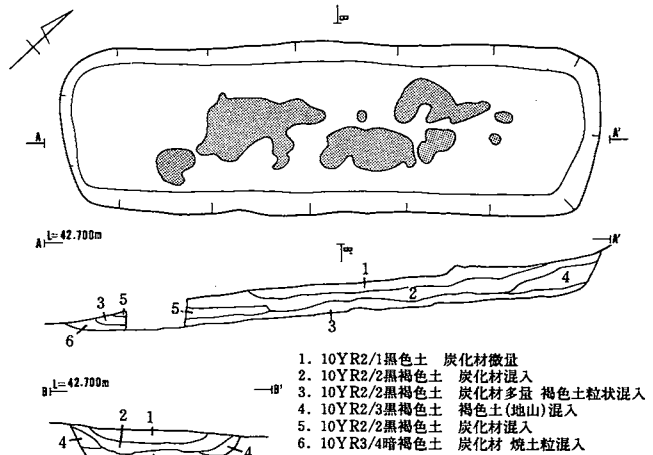 B
A
A'
A L=42.700m
B'
A'
1
2
4
3
5
5
6
3
1. 10YR2/1黒色土 炭化材微量
2. 10YR2/2黒褐色土 炭化材混入
3. 10YR2/2黒褐色土 炭化材多量 褐色土粒状混入
4. 10YR2/3黒褐色土 褐色土(地山)混入
5. 10YR2/2黒褐色土 炭化材混入
6. 10YR3/4暗褐色土 炭化材 焼土粒混入
B L=42.700m
B'
2
1
4
4